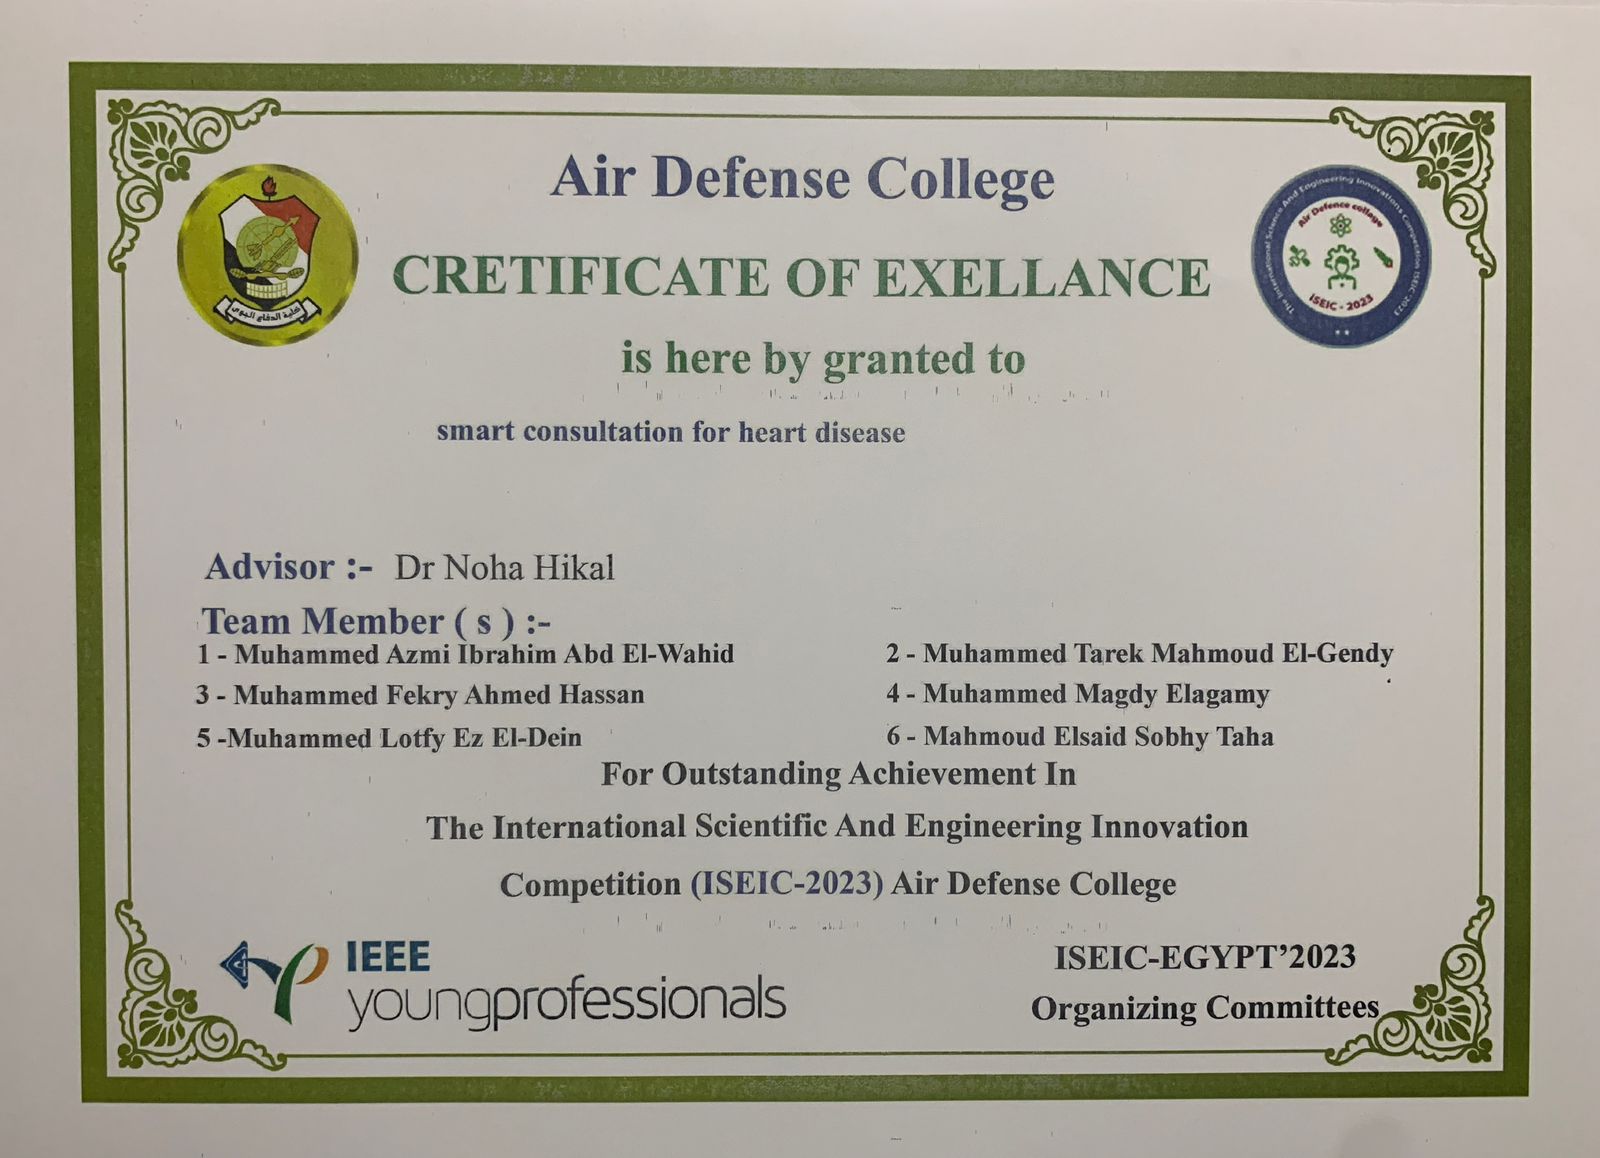 Air Defense College
CRETIFICATE OF EXELLANCE
is here by granted to
smart consultation for heart disease
كلية الدفاع الجوى
The International Science And Engineering Innovations Competition ISEIC 2023
Air Defence collage
ISEIC - 2023
Advisor :- Dr Noha Hikal
Team Member ( s ) :-
1 - Muhammed Azmi Ibrahim Abd El-Wahid
2 - Muhammed Tarek Mahmoud El-Gendy
3 - Muhammed Fekry Ahmed Hassan
4 - Muhammed Magdy Elagamy
5 -Muhammed Lotfy Ez El-Dein
6 - Mahmoud Elsaid Sobhy Taha
For Outstanding Achievement In
The International Scientific And Engineering Innovation
Competition (ISEIC-2023) Air Defense College
IEEE
youngprofessionals
ISEIC-EGYPT’2023
Organizing Committees